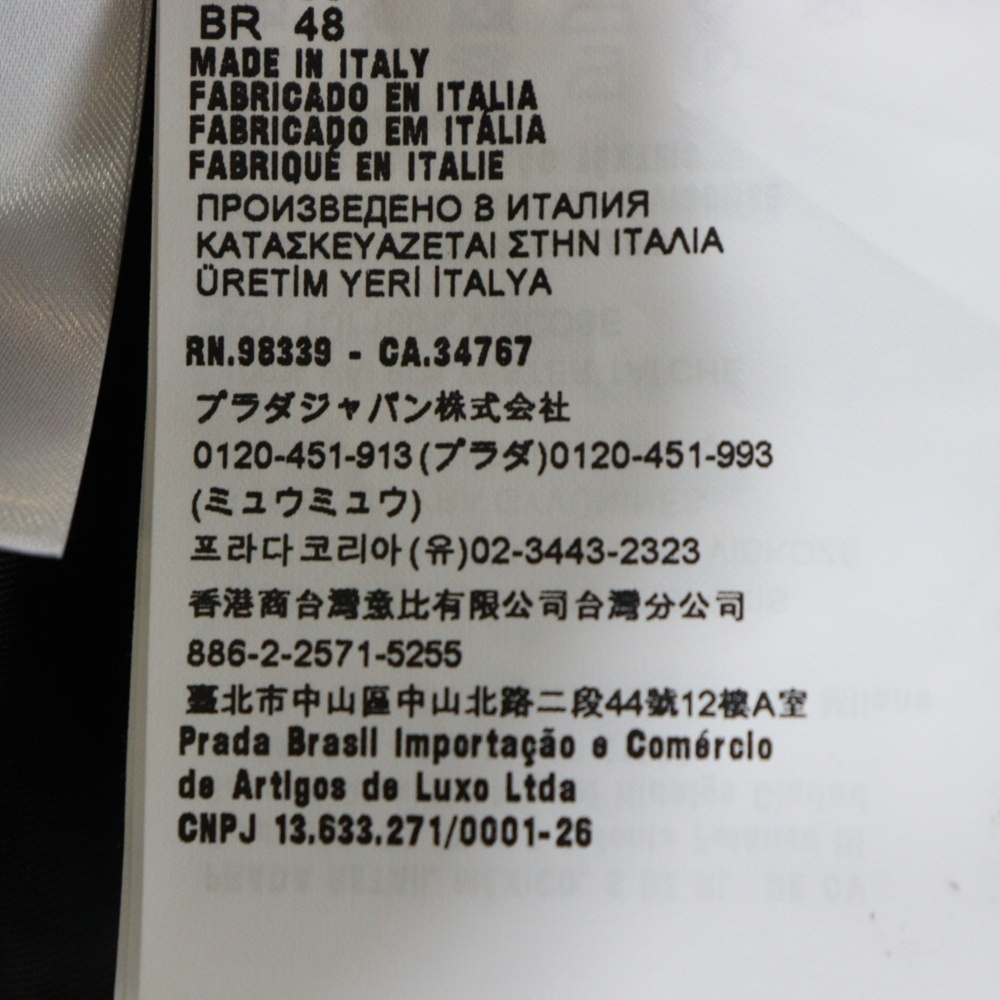 BR 48
MADE IN ITALY
FABRICADO EN ITALIA
FABRICADO EM ITÁLIA
FABRIQUÉ EN ITALIE
ПРОИЗВЕДЕНО В ИТАЛИЯ
ΚΑΤΑΣΚΕΥΑΖΕΤΑΙ ΣΤΗΝ ΙΤΑΛΙΑ
ÜRETİM YERİ İTALYA
RN.98339 - CA.34767
プラダジャパン株式会社
0120-451-913(プラダ)0120-451-993
(ミュウミュウ)
프라다코리아(유)02-3443-2323
香港商台灣意比有限公司台灣分公司
886-2-2571-5255
臺北市中山區中山北路二段44號12樓A室
Prada Brasil Importação e Comércio
de Artigos de Luxo Ltda
CNPJ 13.633.271/0001-26